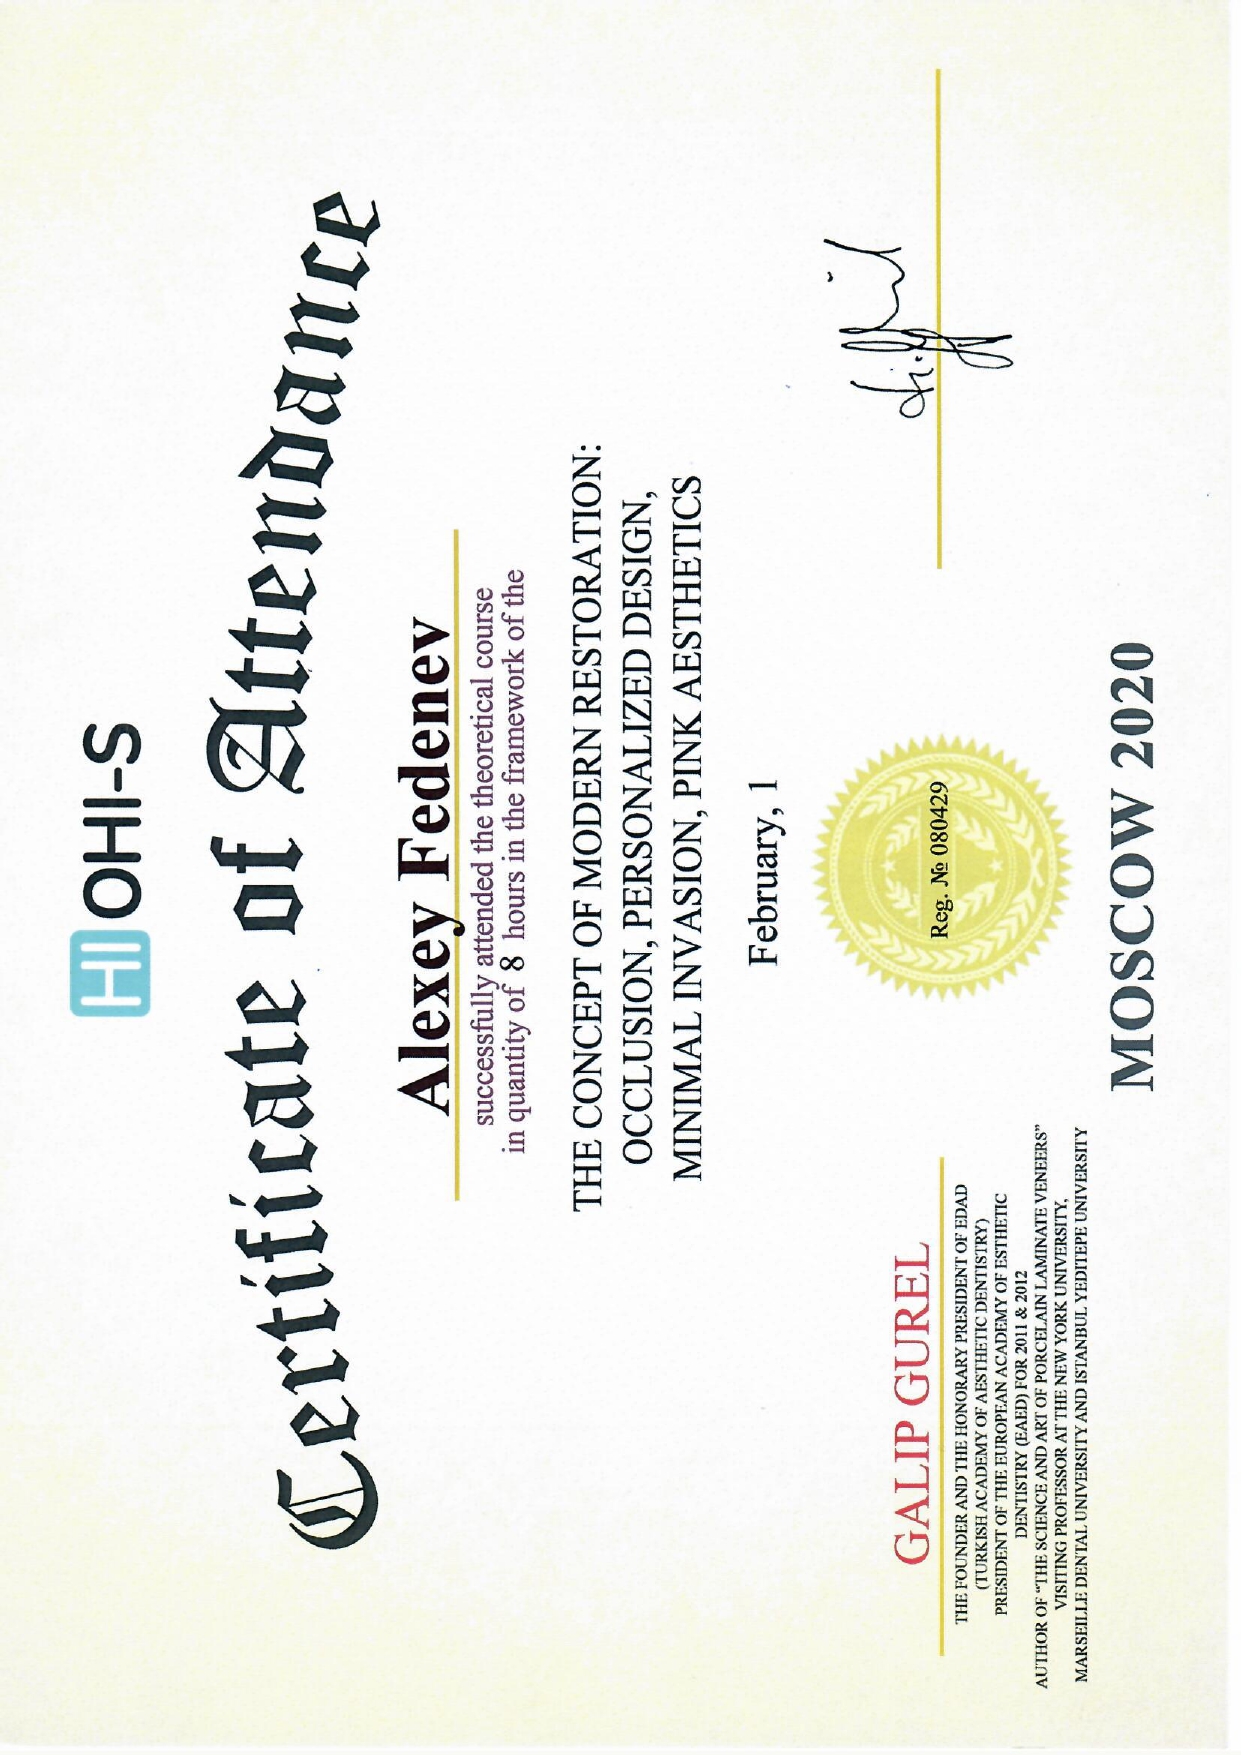 HI OHI-S
Certificate of Attendance
Alexey Fedenev
successfully attended the theoretical course
in quantity of 8 hours in the framework of the
THE CONCEPT OF MODERN RESTORATION:
OCCLUSION, PERSONALIZED DESIGN,
MINIMAL INVASION, PINK AESTHETICS
February, 1
GALIP GUREL
THE FOUNDER AND THE HONORARY PRESIDENT OF EDAD
(TURKISH ACADEMY OF AESTHETIC DENTISTRY)
PRESIDENT OF THE EUROPEAN ACADEMY OF ESTHETIC
DENTISTRY (EAED) FOR 2011 & 2012
AUTHOR OF “THE SCIENCE AND ART OF PORCELAIN LAMINATE VENEERS”
VISITING PROFESSOR AT THE NEW YORK UNIVERSITY,
MARSEILLE DENTAL UNIVERSITY AND ISTANBUL YEDITEPE UNIVERSITY
Reg. № 080429
MOSCOW 2020